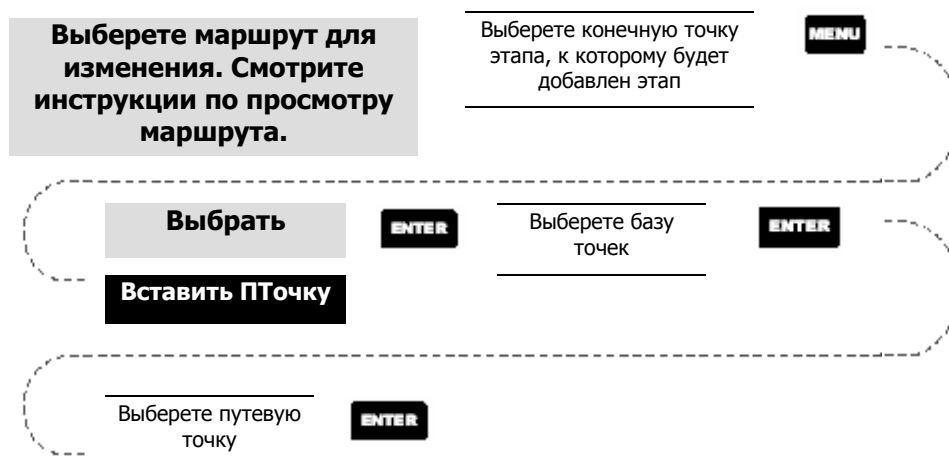 Выберете маршрут для
изменения. Смотрите
инструкции по просмотру
маршрута.
Выберете конечную точку
этапа, к которому будет
добавлен этап
MENU
Выбрать
ENTER
Выберете базу
точек
ENTER
Вставить ПТочку
Выберете путевую
точку
ENTER